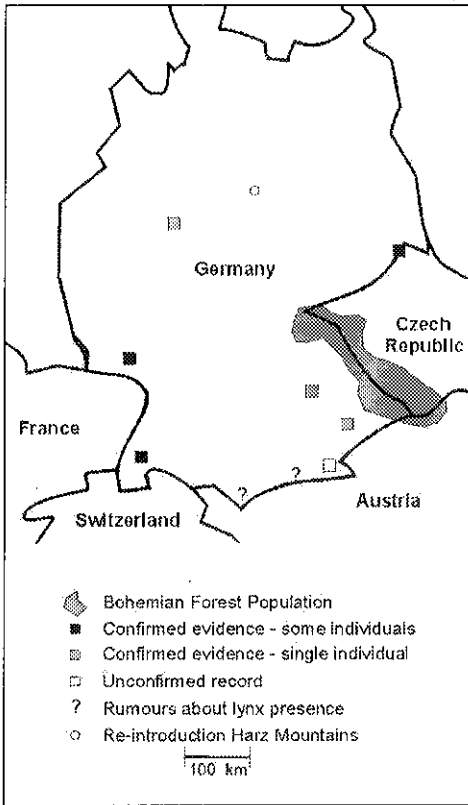 Germany
Czech
Republic
France
?
?
Switzerland
Austria
Bohemian Forest Population
Confirmed evidence - some individuals
Confirmed evidence - single individual
Unconfirmed record
? Rumours about lynx presence
Re-introduction Harz Mountains
100 km